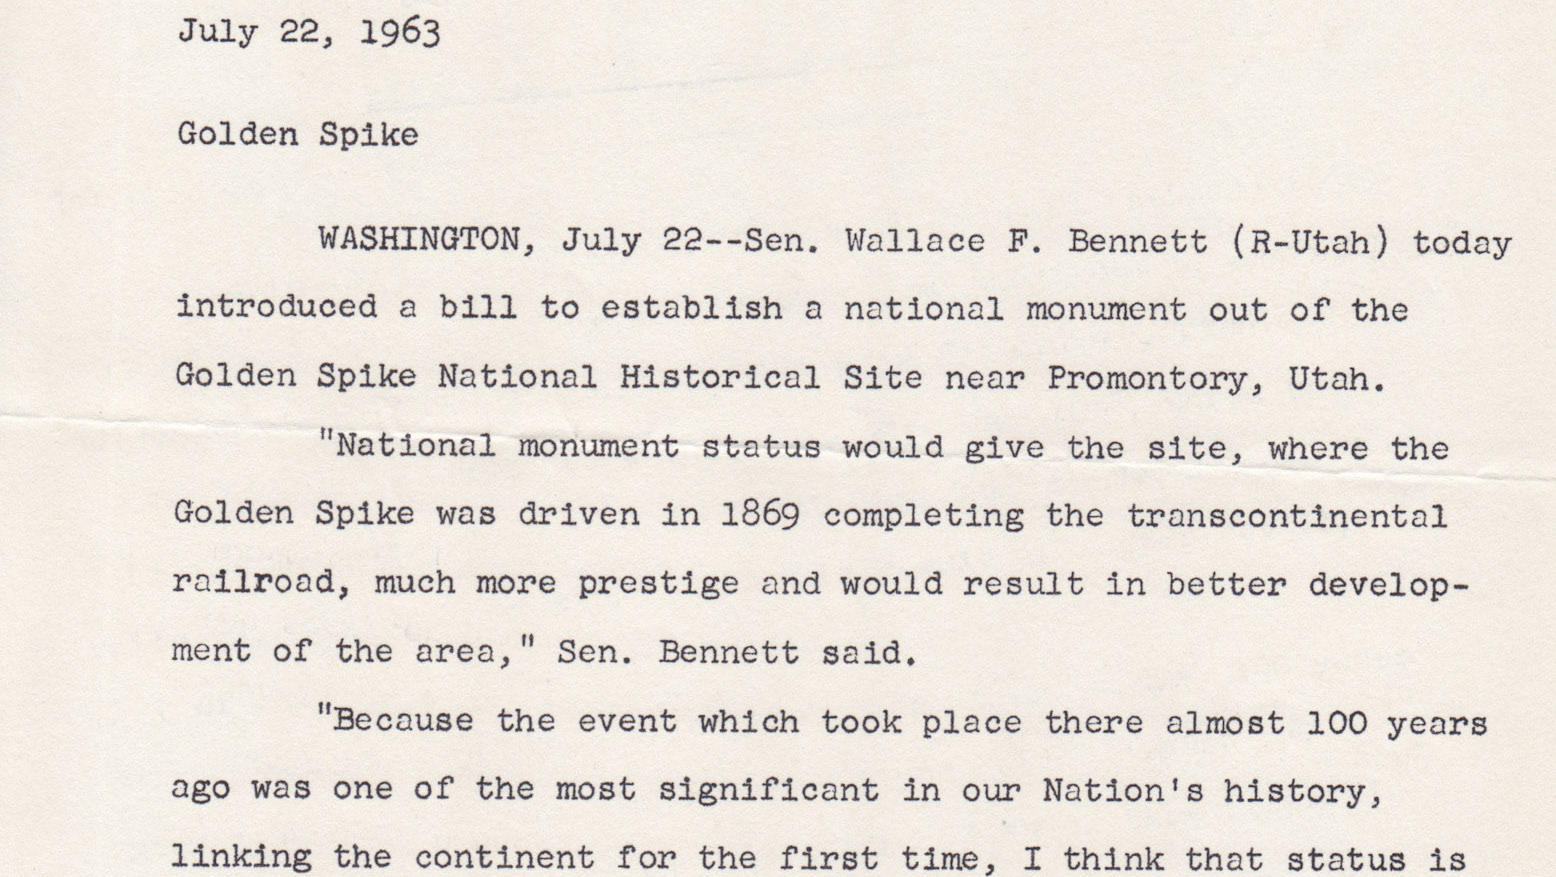 July 22, 1963
Golden Spike
WASHINGTON, July 22--Sen. Wallace F. Bennett (R-Utah) today
introduced a bill to establish a national monument out of the
Golden Spike National Historical Site near Promontory, Utah.
"National monument status would give the site, where the
Golden Spike was driven in 1869 completing the transcontinental
railroad, much more prestige and would result in better develop-
ment of the area," Sen. Bennett said.
"Because the event which took place there almost 100 years
ago was one of the most significant in our Nation's history,
linking the continent for the first time, I think that status is